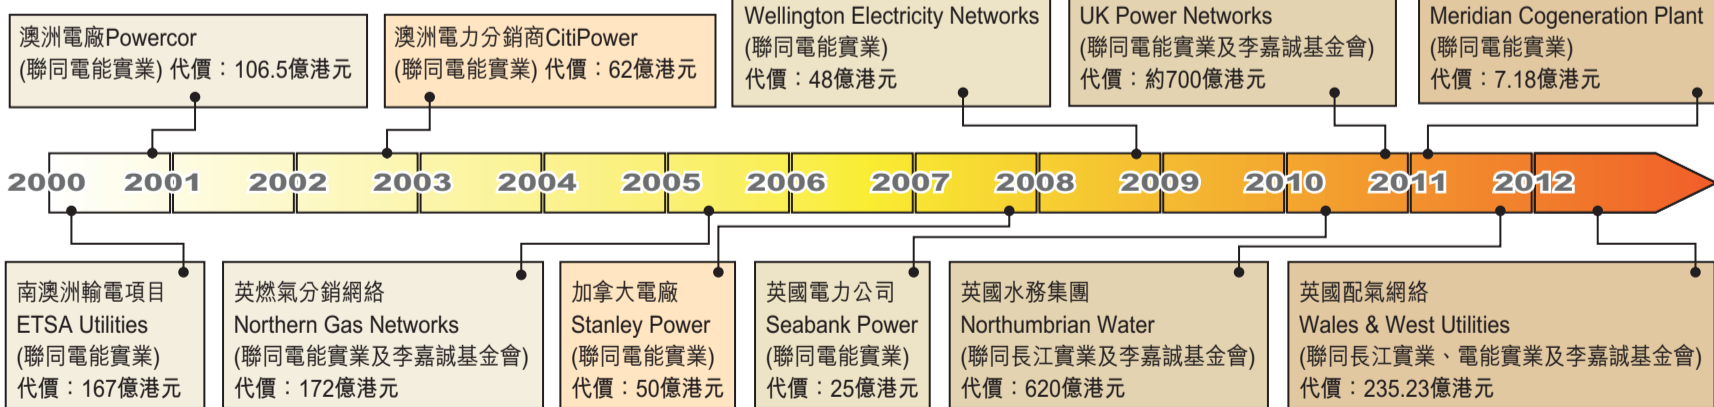 澳洲電廠Powercor
(聯同電能實業) 代價：106.5億港元
澳洲電力分銷商CitiPower
(聯同電能實業) 代價：62億港元
Wellington Electricity Networks
(聯同電能實業)
代價：48億港元
UK Power Networks
(聯同電能實業及李嘉誠基金會)
代價：約700億港元
Meridian Cogeneration Plant
(聯同電能實業)
代價：7.18億港元
2000 2001 2002 2003 2004 2005 2006 2007 2008 2009 2010 2011 2012
南澳洲輸電項目
ETSA Utilities
(聯同電能實業)
代價：167億港元
英燃氣分銷網絡
Northern Gas Networks
(聯同電能實業及李嘉誠基金會)
代價：172億港元
加拿大電廠
Stanley Power
(聯同電能實業)
代價：50億港元
英國電力公司
Seabank Power
(聯同電能實業)
代價：25億港元
英國水務集團
Northumbrian Water
(聯同長江實業及李嘉誠基金會)
代價：620億港元
英國配氣網絡
Wales & West Utilities
(聯同長江實業、電能實業及李嘉誠基金會)
代價：235.23億港元